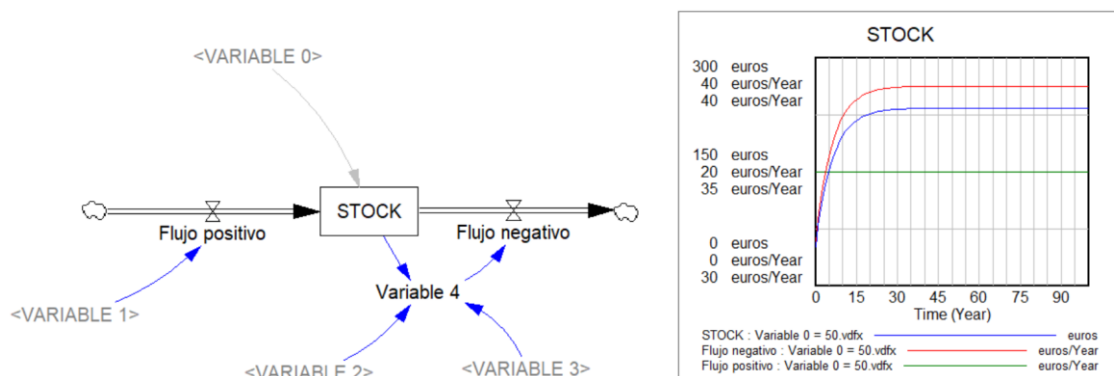 <VARIABLE 0>
STOCK
Flujo positivo
Flujo negativo
Variable 4
<VARIABLE 1>
<VARIABLE 2>
<VARIABLE 3>
STOCK
300 euros
40 euros/Year
40 euros/Year
150 euros
20 euros/Year
35 euros/Year
0 euros
0 euros/Year
30 euros/Year
0 15 30 45 60 75 90
Time (Year)
STOCK : Variable 0 = 50.vdfx euros
Flujo negativo : Variable 0 = 50.vdfx euros/Year
Flujo positivo : Variable 0 = 50.vdfx euros/Year